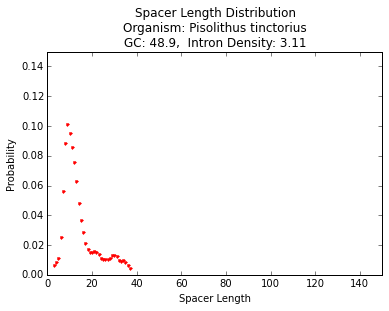 Spacer Length Distribution
Organism: Pisolithus tinctorius
GC: 48.9,  Intron Density: 3.11
0.14
0.12
0.10
0.08
0.06
0.04
0.02
0.00
Probability
0 20 40 60 80 100 120 140
Spacer Length